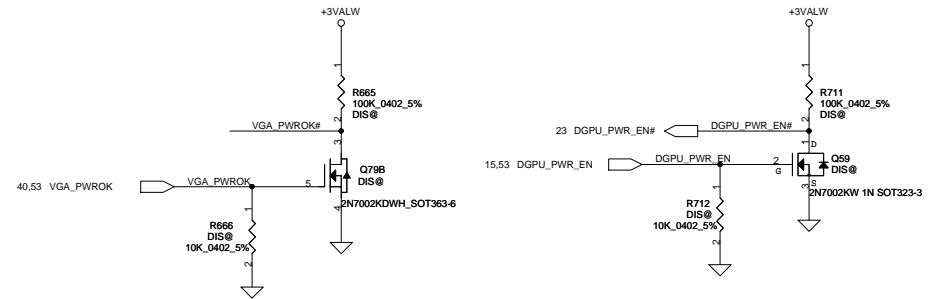 +3VALW
1
R665
100K_0402_5%
DIS@
2
VGA_PWROK#
3
Q79B
DIS@
40,53 VGA_PWROK
VGA_PWROK
5
4
2N7002KDWH_SOT363-6
1
R666
DIS@
10K_0402_5%
2
+3VALW
1
R711
100K_0402_5%
DIS@
2
23 DGPU_PWR_EN#
DGPU_PWR_EN#
1
D
Q59
DIS@
15,53 DGPU_PWR_EN
DGPU_PWR_EN
2
G
S
3
2N7002KW 1N SOT323-3
1
R712
DIS@
10K_0402_5%
2